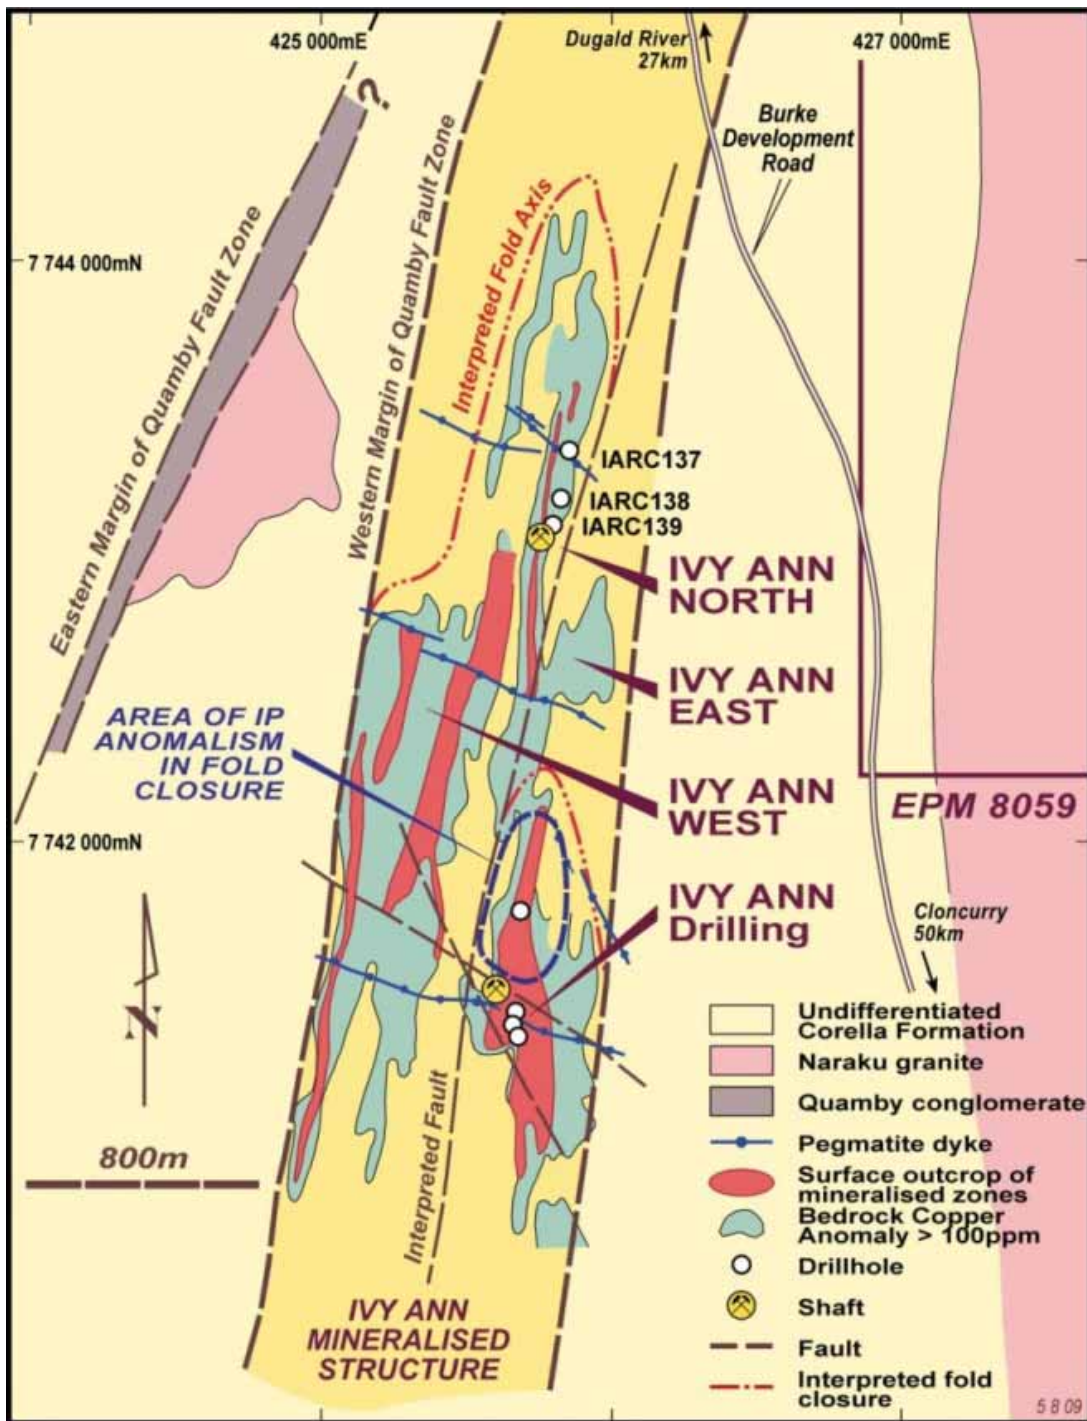 425 000mE
Dugald River
27km
427 000mE
?
Burke
Development
Road
7 744 000mN
Eastern Margin of Quamby Fault Zone
Western Margin of Quamby Fault Zone
Interpreted Fold Axis
IARC137
IARC138
IARC139
IVY ANN
NORTH
IVY ANN
EAST
AREA OF IP
ANOMALISM
IN FOLD
CLOSURE
IVY ANN
WEST
EPM 8059
7 742 000mN
IVY ANN
Drilling
Cloncurry
50km
N
800m
Interpreted Fault
IVY ANN
MINERALISED
STRUCTURE
Undifferentiated
Corella Formation
Naraku granite
Quamby conglomerate
Pegmatite dyke
Surface outcrop of
mineralised zones
Bedrock Copper
Anomaly > 100ppm
Drillhole
Shaft
Fault
Interpreted fold
closure
5 8 09